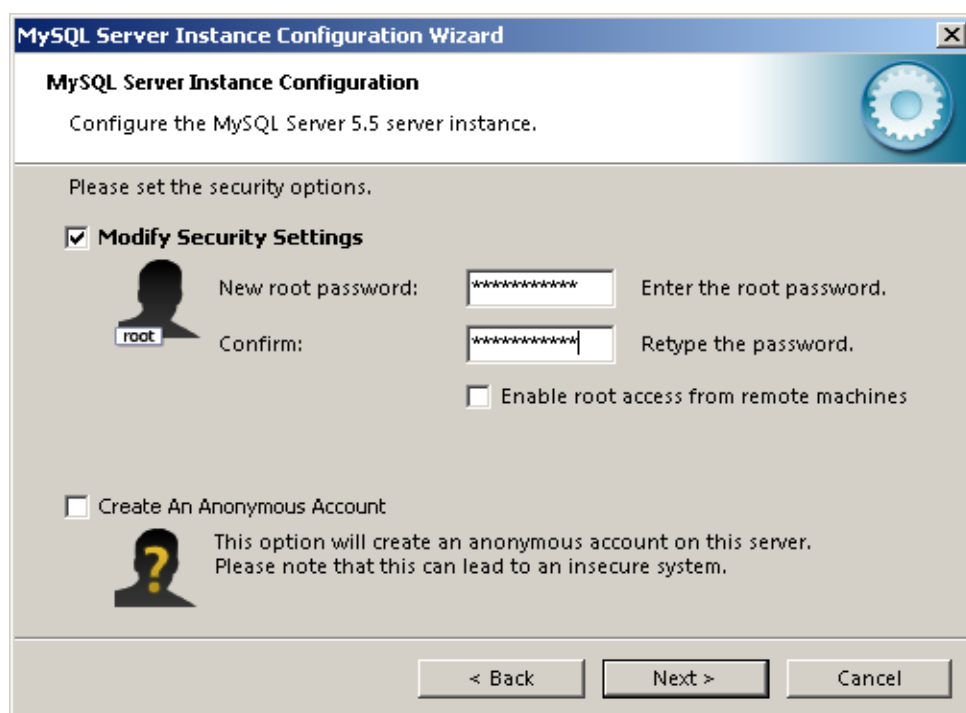 MySQL Server Instance Configuration Wizard
MySQL Server Instance Configuration
Configure the MySQL Server 5.5 server instance.
Please set the security options.
Modify Security Settings
root
New root password: *********** Enter the root password.
Confirm: *********** Retype the password.
Enable root access from remote machines
Create An Anonymous Account
?
This option will create an anonymous account on this server.
Please note that this can lead to an insecure system.
< Back Next > Cancel